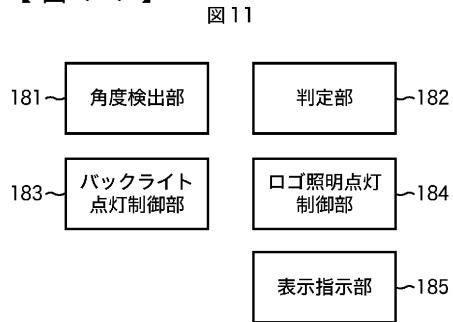 図11
181 角度検出部
判定部 182
183 バックライト
点灯制御部
ロゴ照明点灯
制御部 184
表示指示部 185